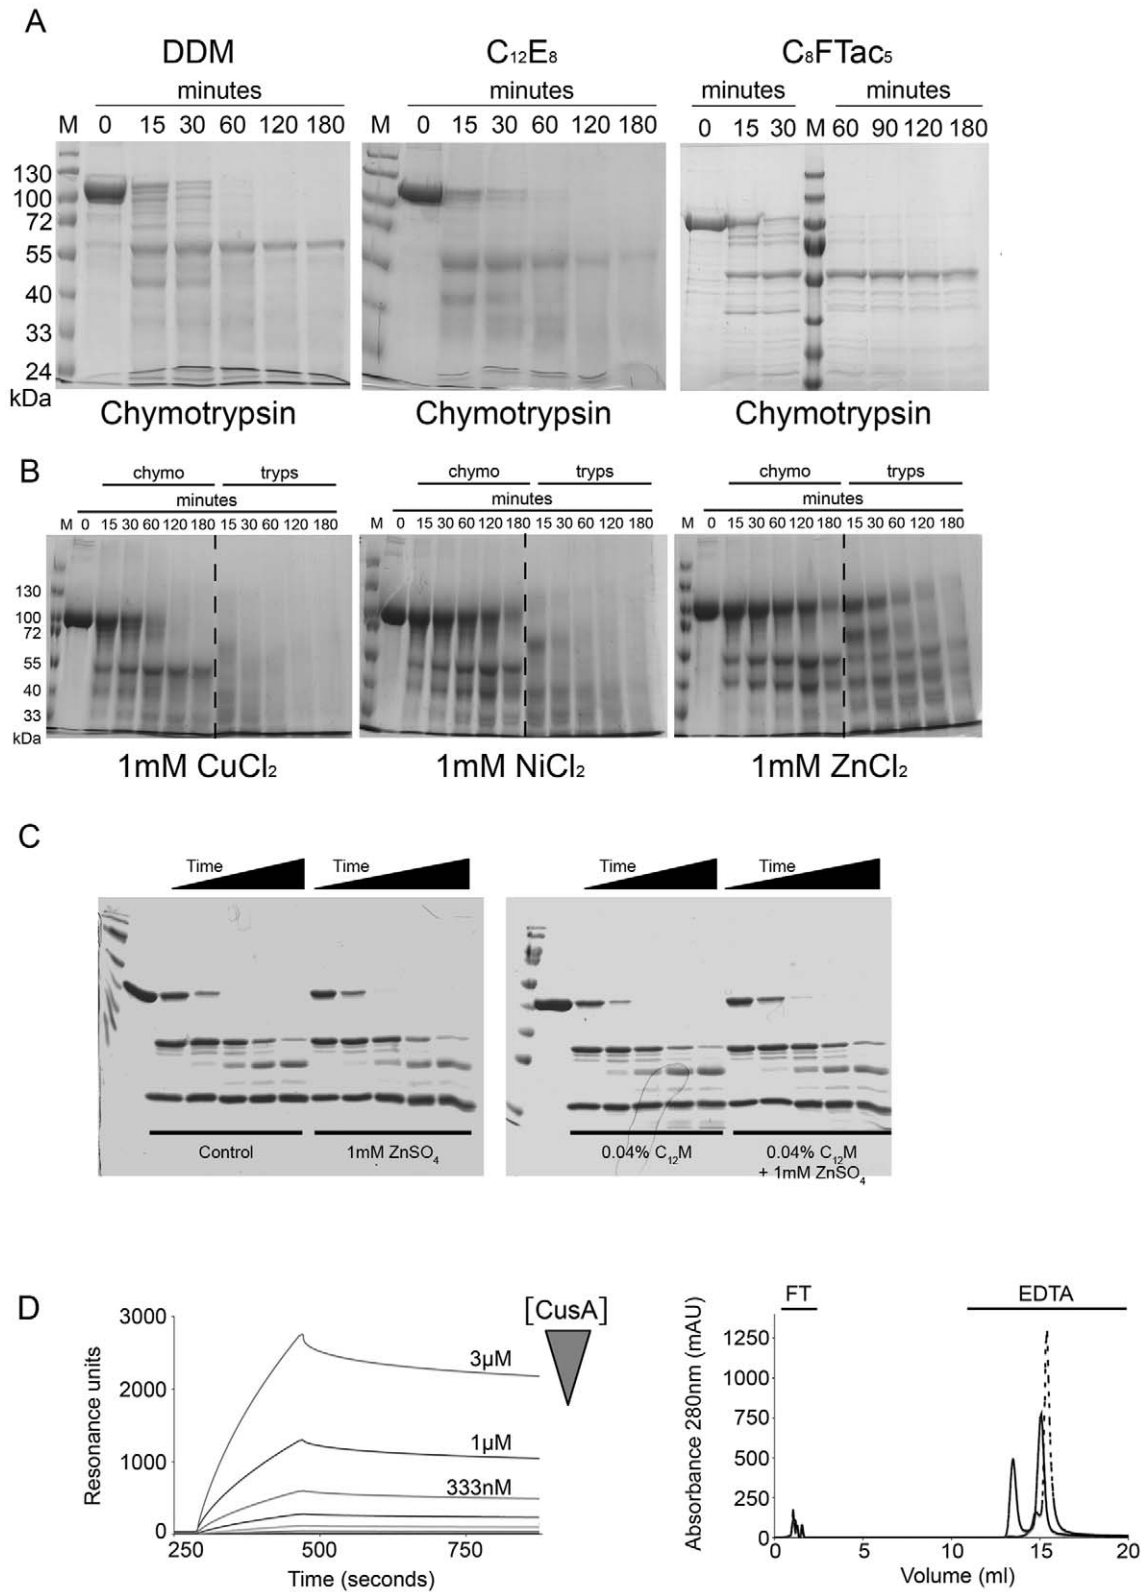 A
DDM C₁₂E₈ C₈FTac₅
minutes minutes minutes minutes
M 0 15 30 60 120 180 M 0 15 30 60 120 180 0 15 30 M 60 90 120 180
130
100
72
55
40
33
24
kDa
Chymotrypsin Chymotrypsin Chymotrypsin
B
chymo tryps chymo tryps chymo tryps
minutes minutes minutes
M 0 15 30 60 120 180 15 30 60 120 180 M 0 15 30 60 120 180 15 30 60 120 180 M 0 15 30 60 120 180 15 30 60 120 180
130
100
72
55
40
33
kDa
1mM CuCl₂ 1mM NiCl₂ 1mM ZnCl₂
C
Time Time Time Time
Control 1mM ZnSO₄ 0.04% C₁₂M 0.04% C₁₂M
+ 1mM ZnSO₄
D
[CusA]
3000
2000
1000
0
Resonance units
3µM
1µM
333nM
250 500 750
Time (seconds)
FT EDTA
Absorbance 280nm (mAU)
1250
1000
750
500
250
0
0 5 10 15 20
Volume (ml)